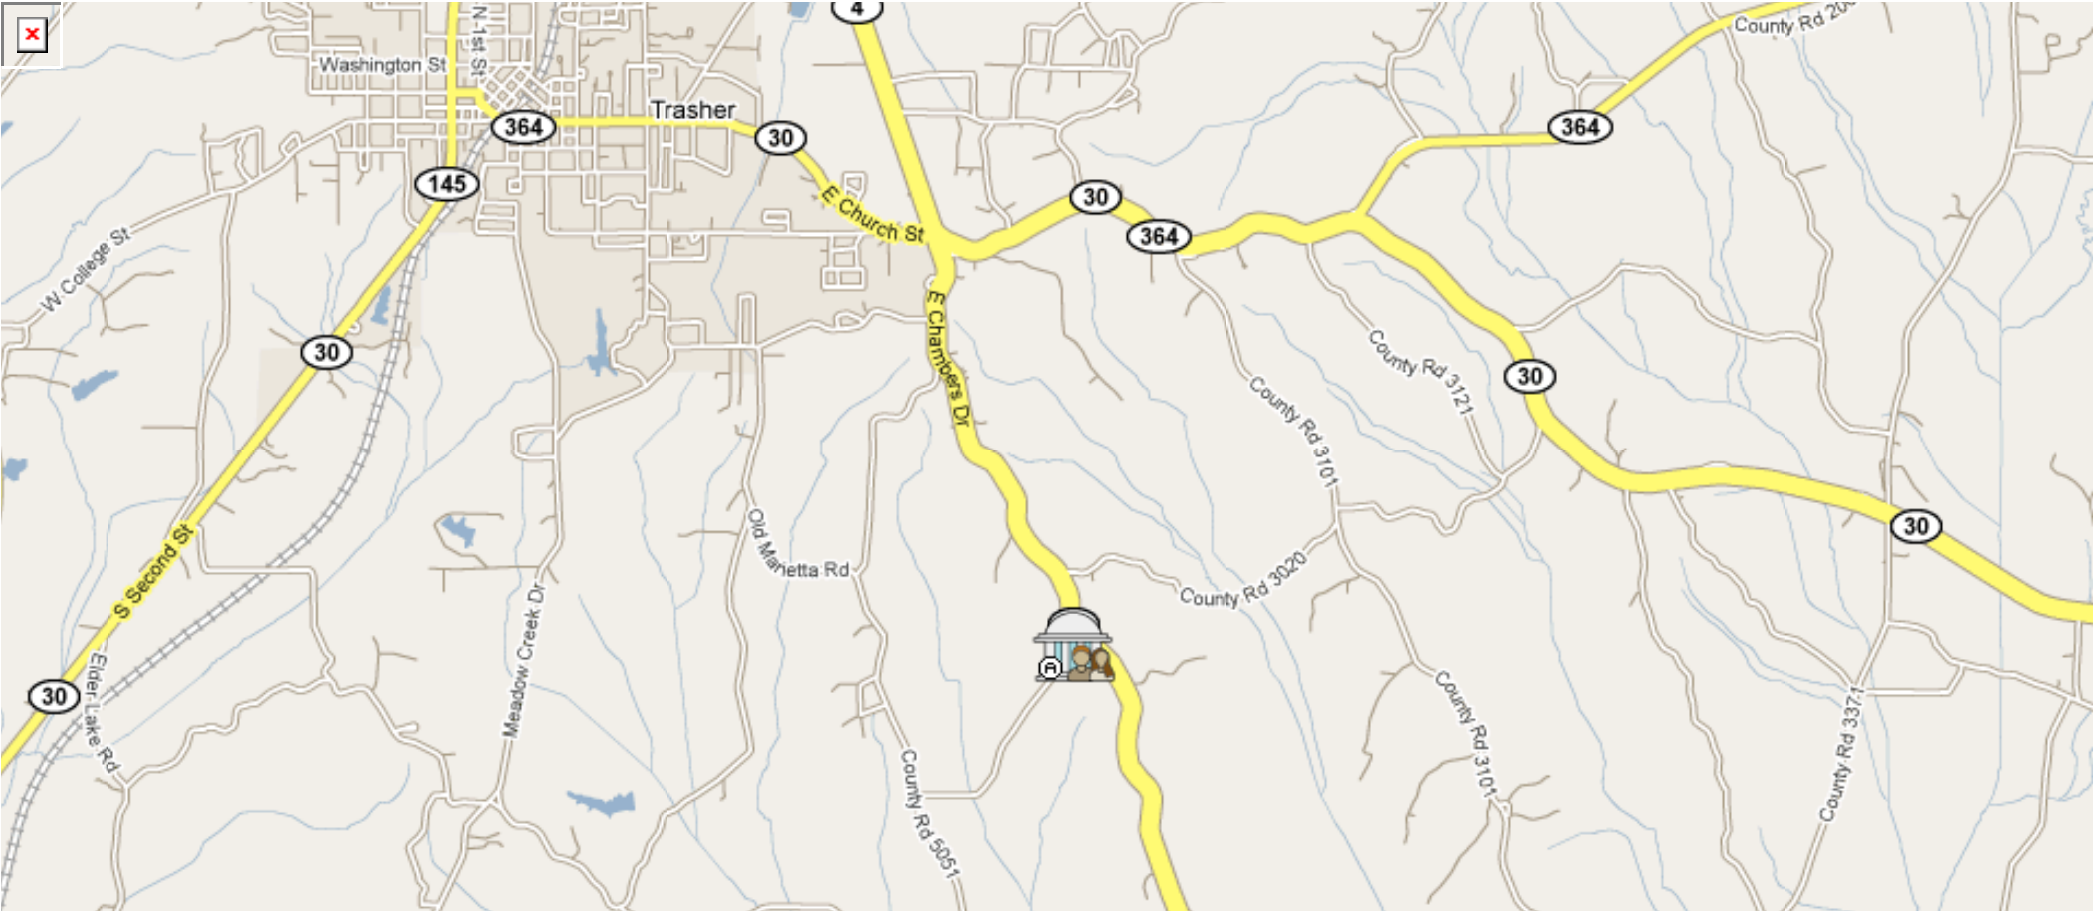 4
N 1st St
County Rd 200
Washington St
Trasher
364
30
364
145
E Church St
30
364
W College St
30
E Chambers Dr
County Rd 3121
30
County Rd 3101
30
S Second St
Old Marietta Rd
County Rd 3020
Meadow Creek Dr
A
30
Elder Lake Rd
County Rd 3101
County Rd 3371
County Rd 5051